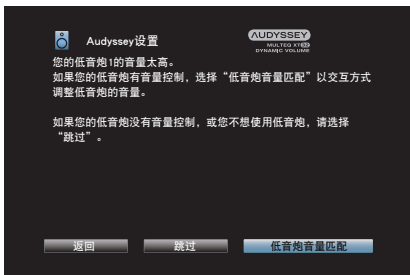 Audyssey设置
AUDYSSEY
MULTEQ XT32
DYNAMIC VOLUME
您的低音炮1的音量太高。
如果您的低音炮有音量控制，选择“低音炮音量匹配”以交互方式
调整低音炮的音量。
如果您的低音炮没有音量控制，或您不想使用低音炮，请选择
“跳过”。
返回
跳过
低音炮音量匹配